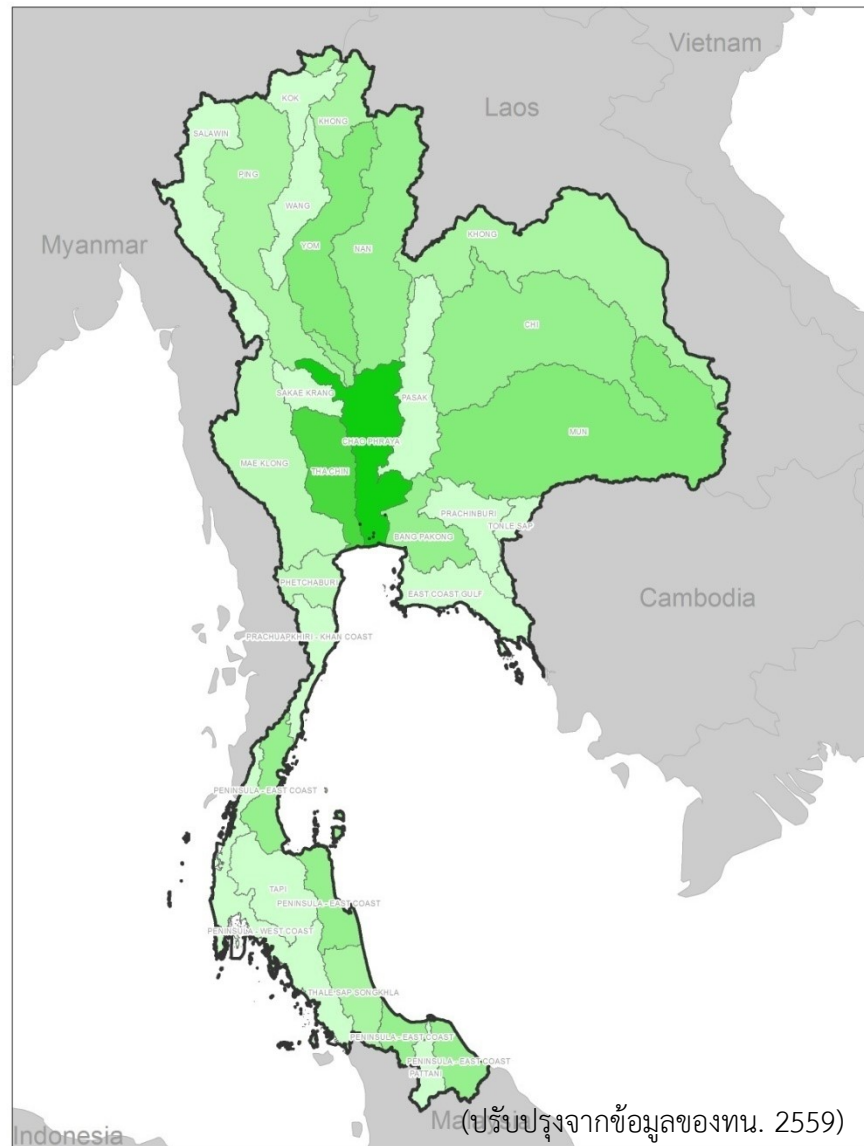 Vietnam
Laos
KOK
KHONG
SALAWIN
PING
WANG
KHONG
Myanmar
YOM
NAN
CHI
SAKAE KRANG
PASAK
CHAO PHRAYA
MUN
MAE KLONG
THA CHIN
PRACHINBURI
TONLE SAP
BANG PAKONG
PHETCHABURI
EAST COAST GULF
Cambodia
PRACHUAPKHIRI - KHAN COAST
PENINSULA - EAST COAST
TAPI
PENINSULA - EAST COAST
PENINSULA - WEST COAST
THALE SAP SONGKHLA
PENINSULA - EAST COAST
PENINSULA - EAST COAST
PATTANI
Malaysia
(ปรับปรุงจากข้อมูลของทน. 2559)
Indonesia